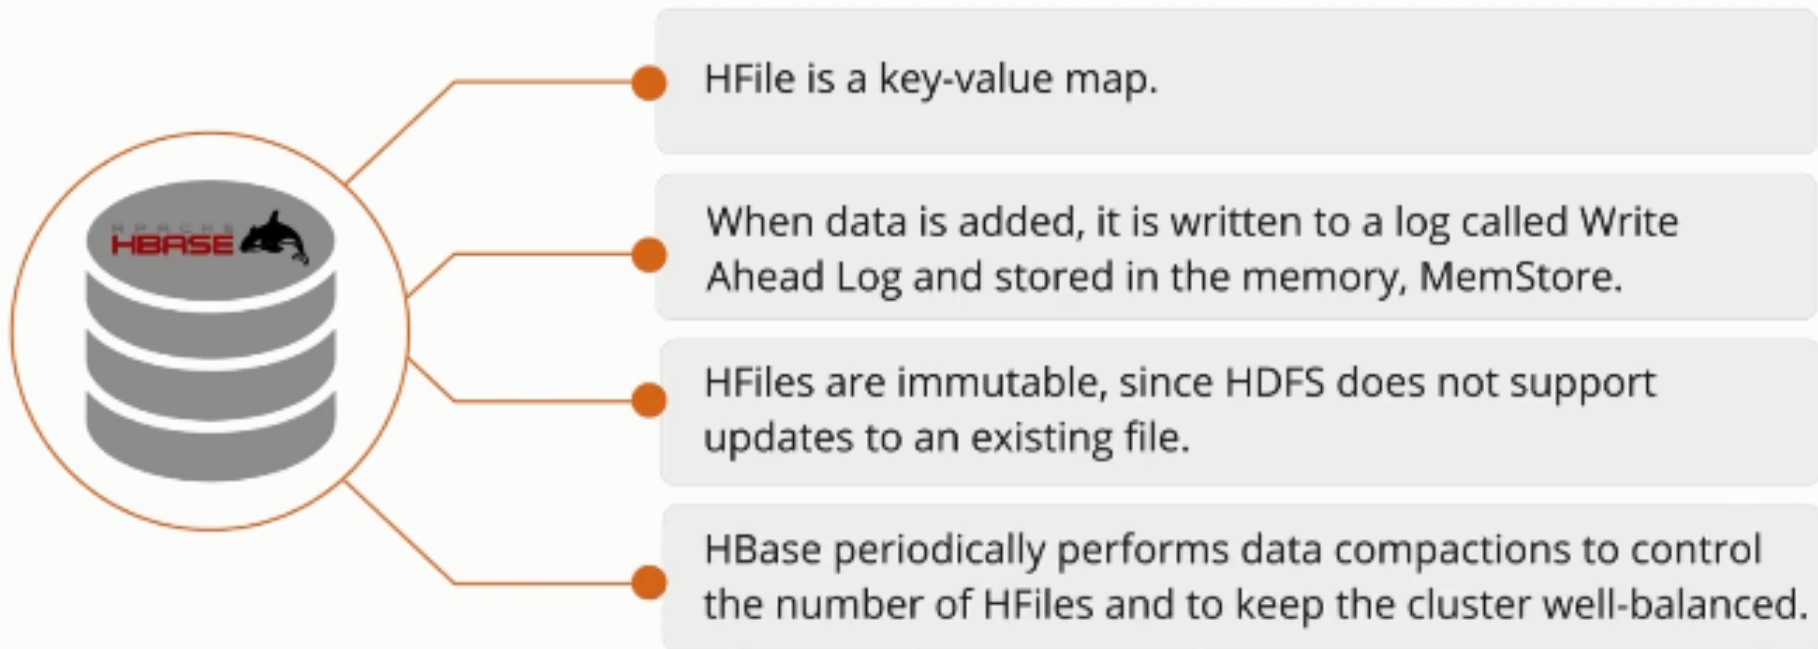 APACHE
HBASE
HFile is a key-value map.
When data is added, it is written to a log called Write
Ahead Log and stored in the memory, MemStore.
HFiles are immutable, since HDFS does not support
updates to an existing file.
HBase periodically performs data compactions to control
the number of HFiles and to keep the cluster well-balanced.